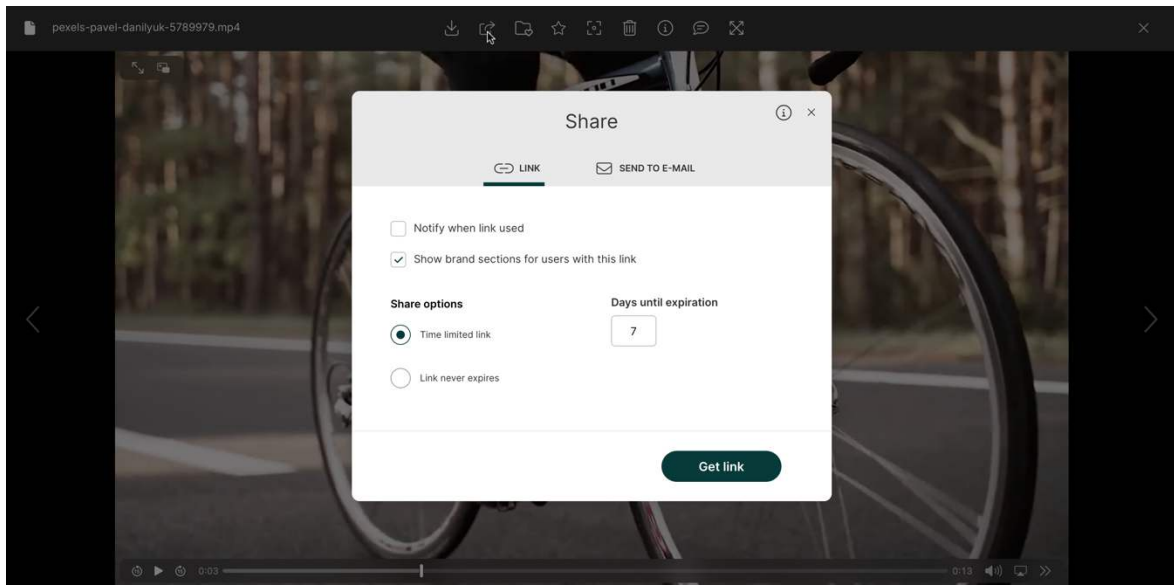 pexels-pavel-danilyuk-5789979.mp4
Share
LINK SEND TO E-MAIL
Notify when link used
Show brand sections for users with this link
Share options
Days until expiration
Time limited link
7
Link never expires
Get link
0:03 0:13